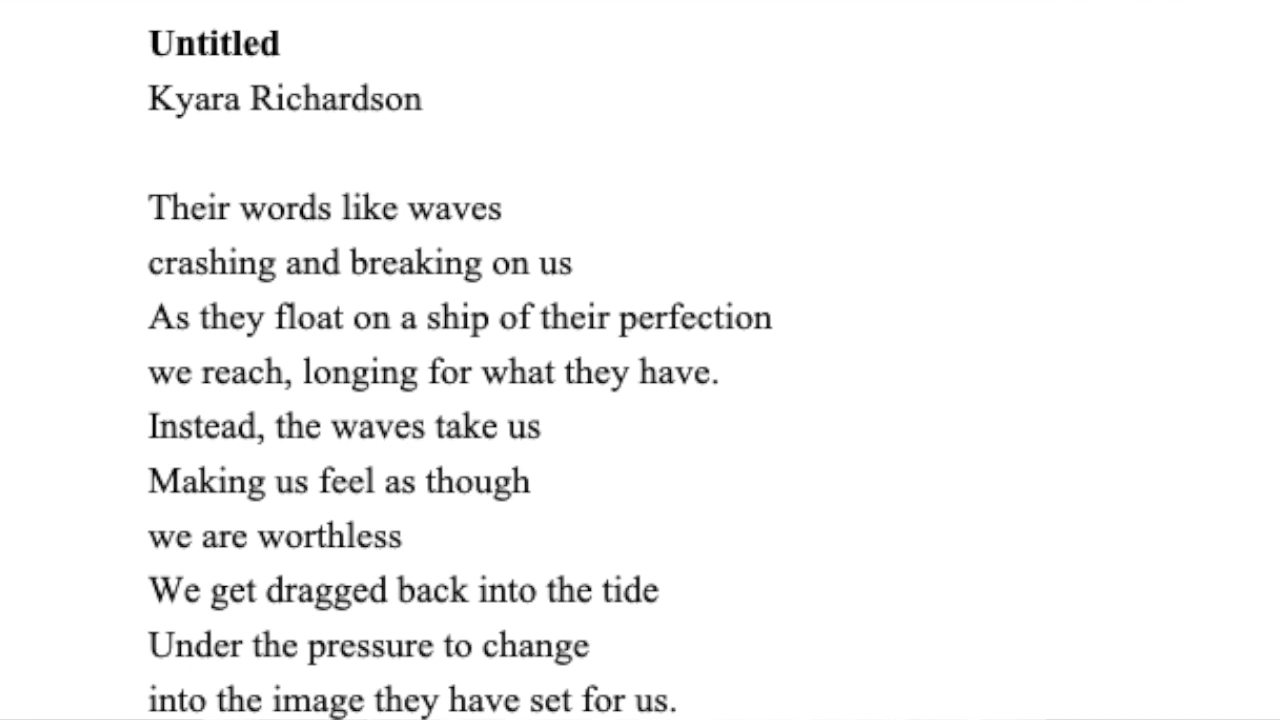 Untitled
Kyara Richardson
Their words like waves
crashing and breaking on us
As they float on a ship of their perfection
we reach, longing for what they have.
Instead, the waves take us
Making us feel as though
we are worthless
We get dragged back into the tide
Under the pressure to change
into the image they have set for us.